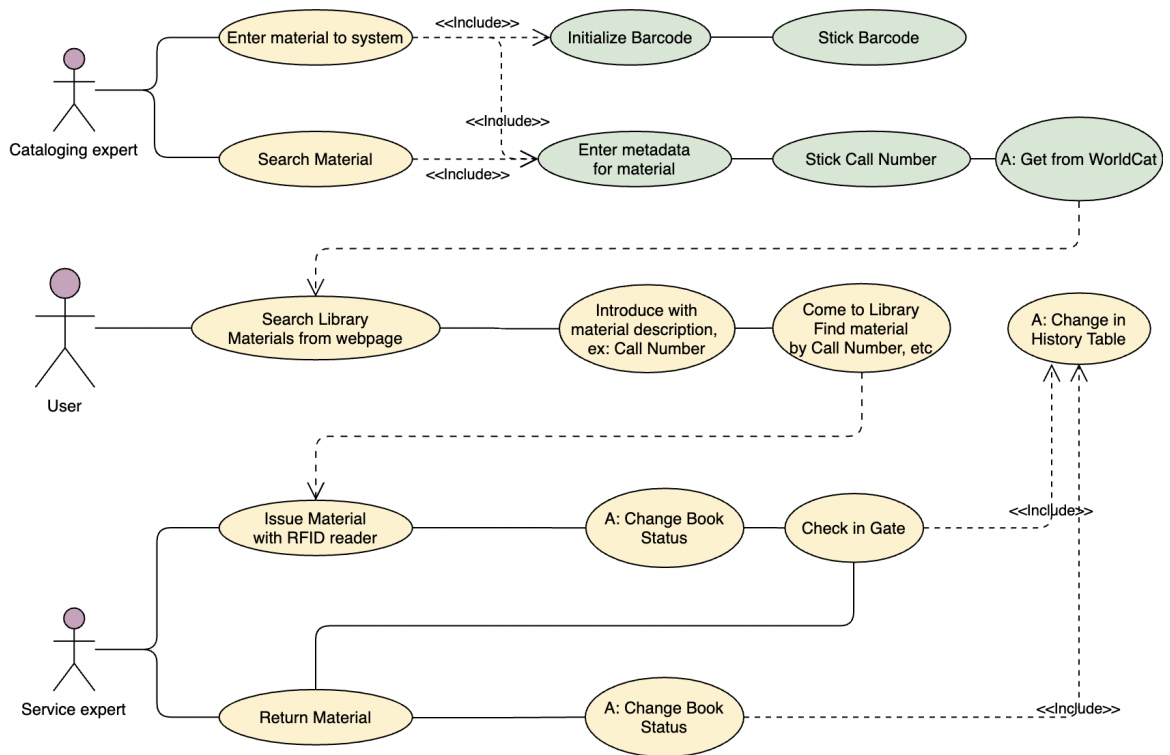 <<Include>>
Enter material to system
Initialize Barcode
Stick Barcode
<<Include>>
Cataloging expert
Search Material
Enter metadata
for material
Stick Call Number
A: Get from WorldCat
<<Include>>
Search Library
Materials from webpage
Introduce with
material description,
ex: Call Number
Come to Library
Find material
by Call Number, etc
A: Change in
History Table
User
Issue Material
with RFID reader
A: Change Book
Status
Check in Gate
<<Include>>
Service expert
Return Material
A: Change Book
Status
<<Include>>